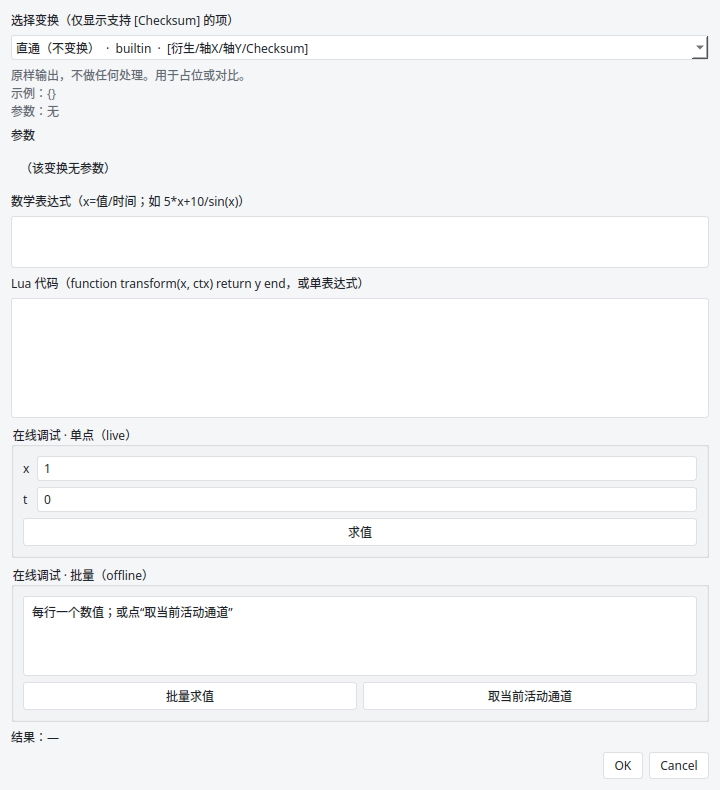 选择变换（仅显示支持 [Checksum] 的项）
直通（不变换） · builtin · [衍生/轴X/轴Y/Checksum]
原样输出，不做任何处理。用于占位或对比。
示例：{}
参数：无
参数
（该变换无参数）
数学表达式（x=值/时间；如 5*x+10/sin(x)）
Lua 代码（function transform(x, ctx) return y end，或单表达式）
在线调试 · 单点（live）
x 1
t 0
求值
在线调试 · 批量（offline）
每行一个数值；或点“取当前活动通道”
批量求值 取当前活动通道
结果：—
OK Cancel